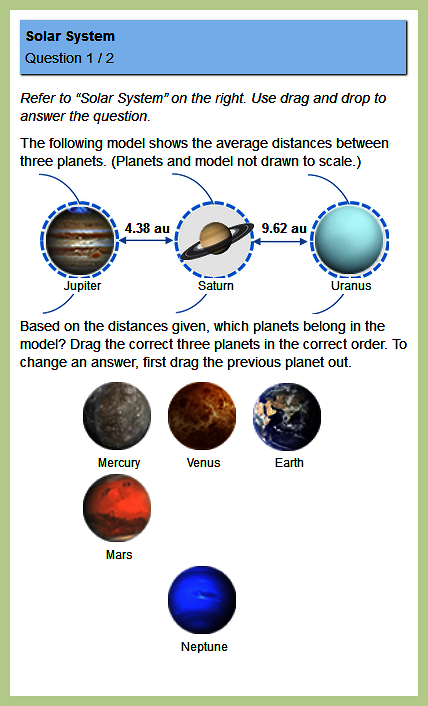 Solar System
Question 1 / 2
Refer to “Solar System” on the right. Use drag and drop to
answer the question.
The following model shows the average distances between
three planets. (Planets and model not drawn to scale.)
4.38 au 9.62 au
Jupiter Saturn Uranus
Based on the distances given, which planets belong in the
model? Drag the correct three planets in the correct order. To
change an answer, first drag the previous planet out.
Mercury Venus Earth
Mars
Neptune